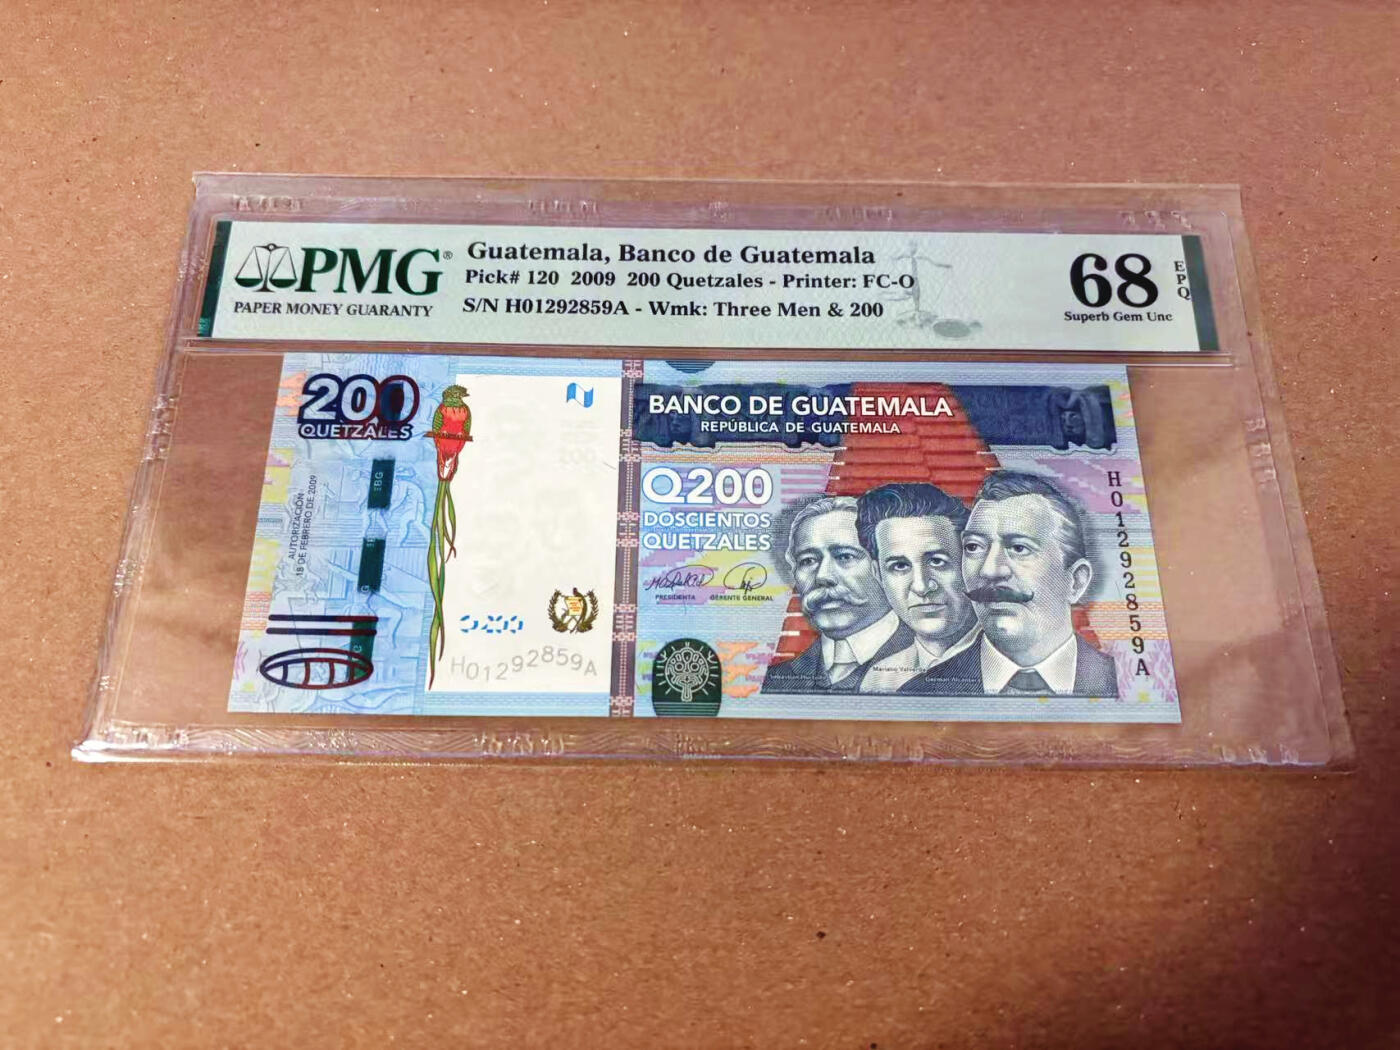 PMG®
PAPER MONEY GUARANTY
Guatemala, Banco de Guatemala
Pick# 120 2009 200 Quetzales - Printer: FC-O
S/N H01292859A - Wmk: Three Men & 200
68
EPQ
Superb Gem Unc
200
QUETZALES
BANCO DE GUATEMALA
REPÚBLICA DE GUATEMALA
Q200
DOSCIENTOS
QUETZALES
AUTORIZACIÓN
18 DE FEBRERO DE 2009
PRESIDENTA
GERENTE GENERAL
H01292859A
H01292859A
Mariano Valverde